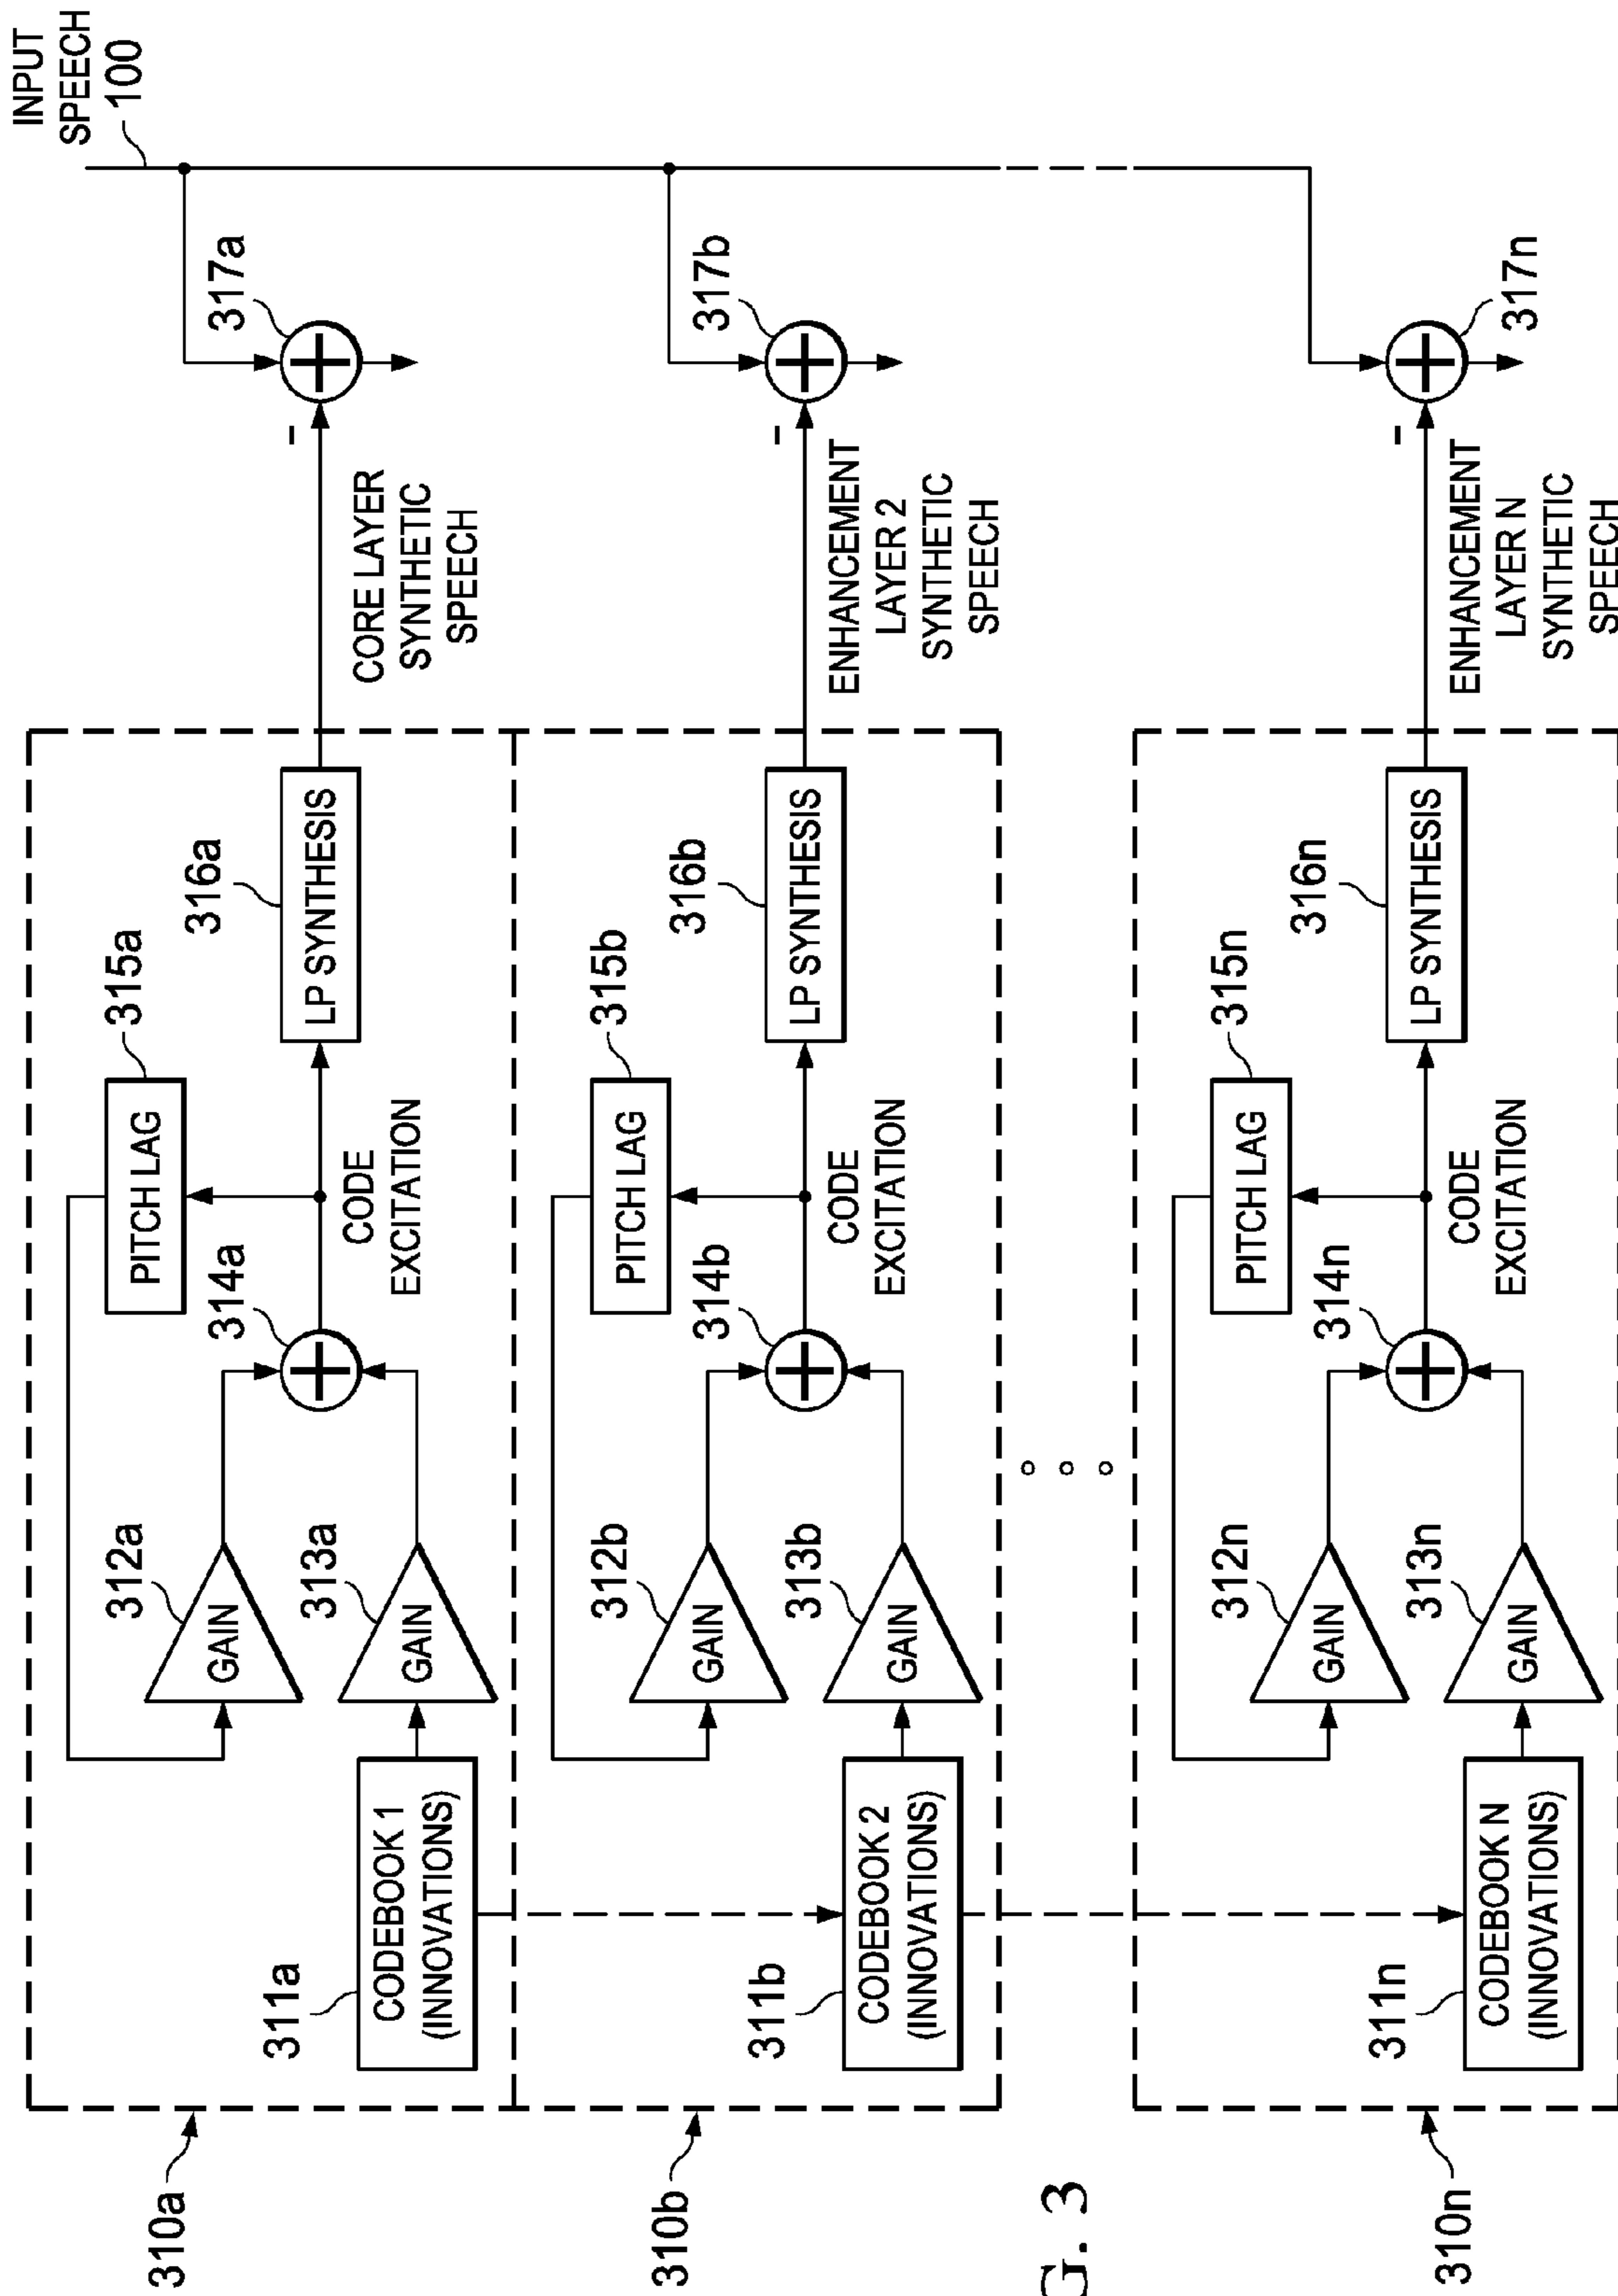 INPUT
SPEECH
100
310a
311a
CODEBOOK 1
(INNOVATIONS)
312a
GAIN
313a
GAIN
314a
PITCH LAG
315a
CODE
EXCITATION
316a
LP SYNTHESIS
CORE LAYER
SYNTHETIC
SPEECH
-
317a
310b
311b
CODEBOOK 2
(INNOVATIONS)
312b
GAIN
313b
GAIN
314b
PITCH LAG
315b
CODE
EXCITATION
316b
LP SYNTHESIS
ENHANCEMENT
LAYER 2
SYNTHETIC
SPEECH
-
317b
310n
311n
CODEBOOK N
(INNOVATIONS)
312n
GAIN
313n
GAIN
314n
PITCH LAG
315n
CODE
EXCITATION
316n
LP SYNTHESIS
ENHANCEMENT
LAYER N
SYNTHETIC
SPEECH
-
317n
G. 3